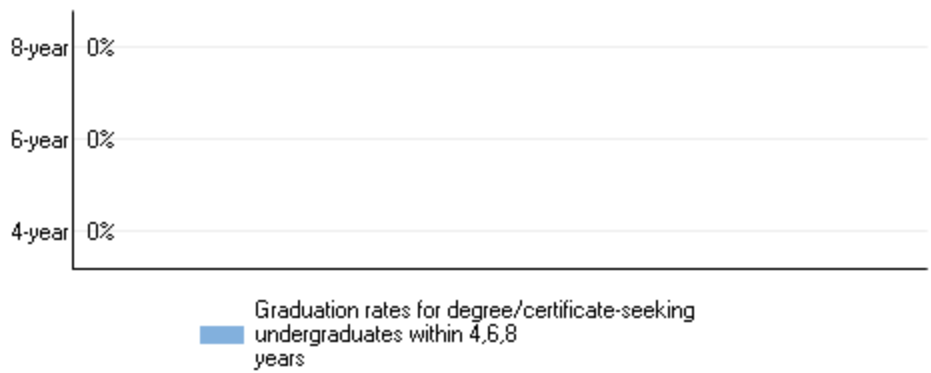 8-year 0%
6-year 0%
4-year 0%
Graduation rates for degree/certificate-seeking
undergraduates within 4,6,8
years